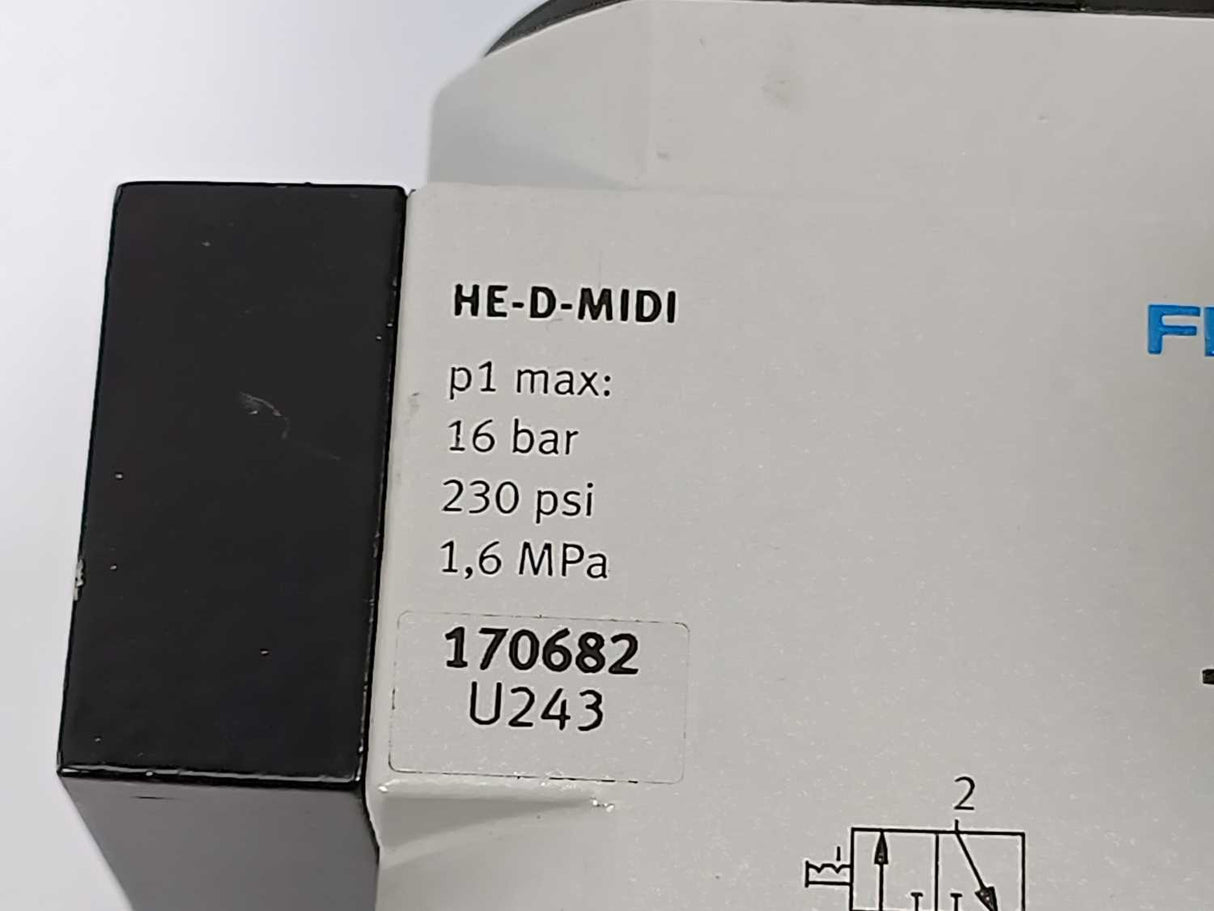 HE-D-MIDI
p1 max:
16 bar
230 psi
1,6 MPa
170682
U243
2